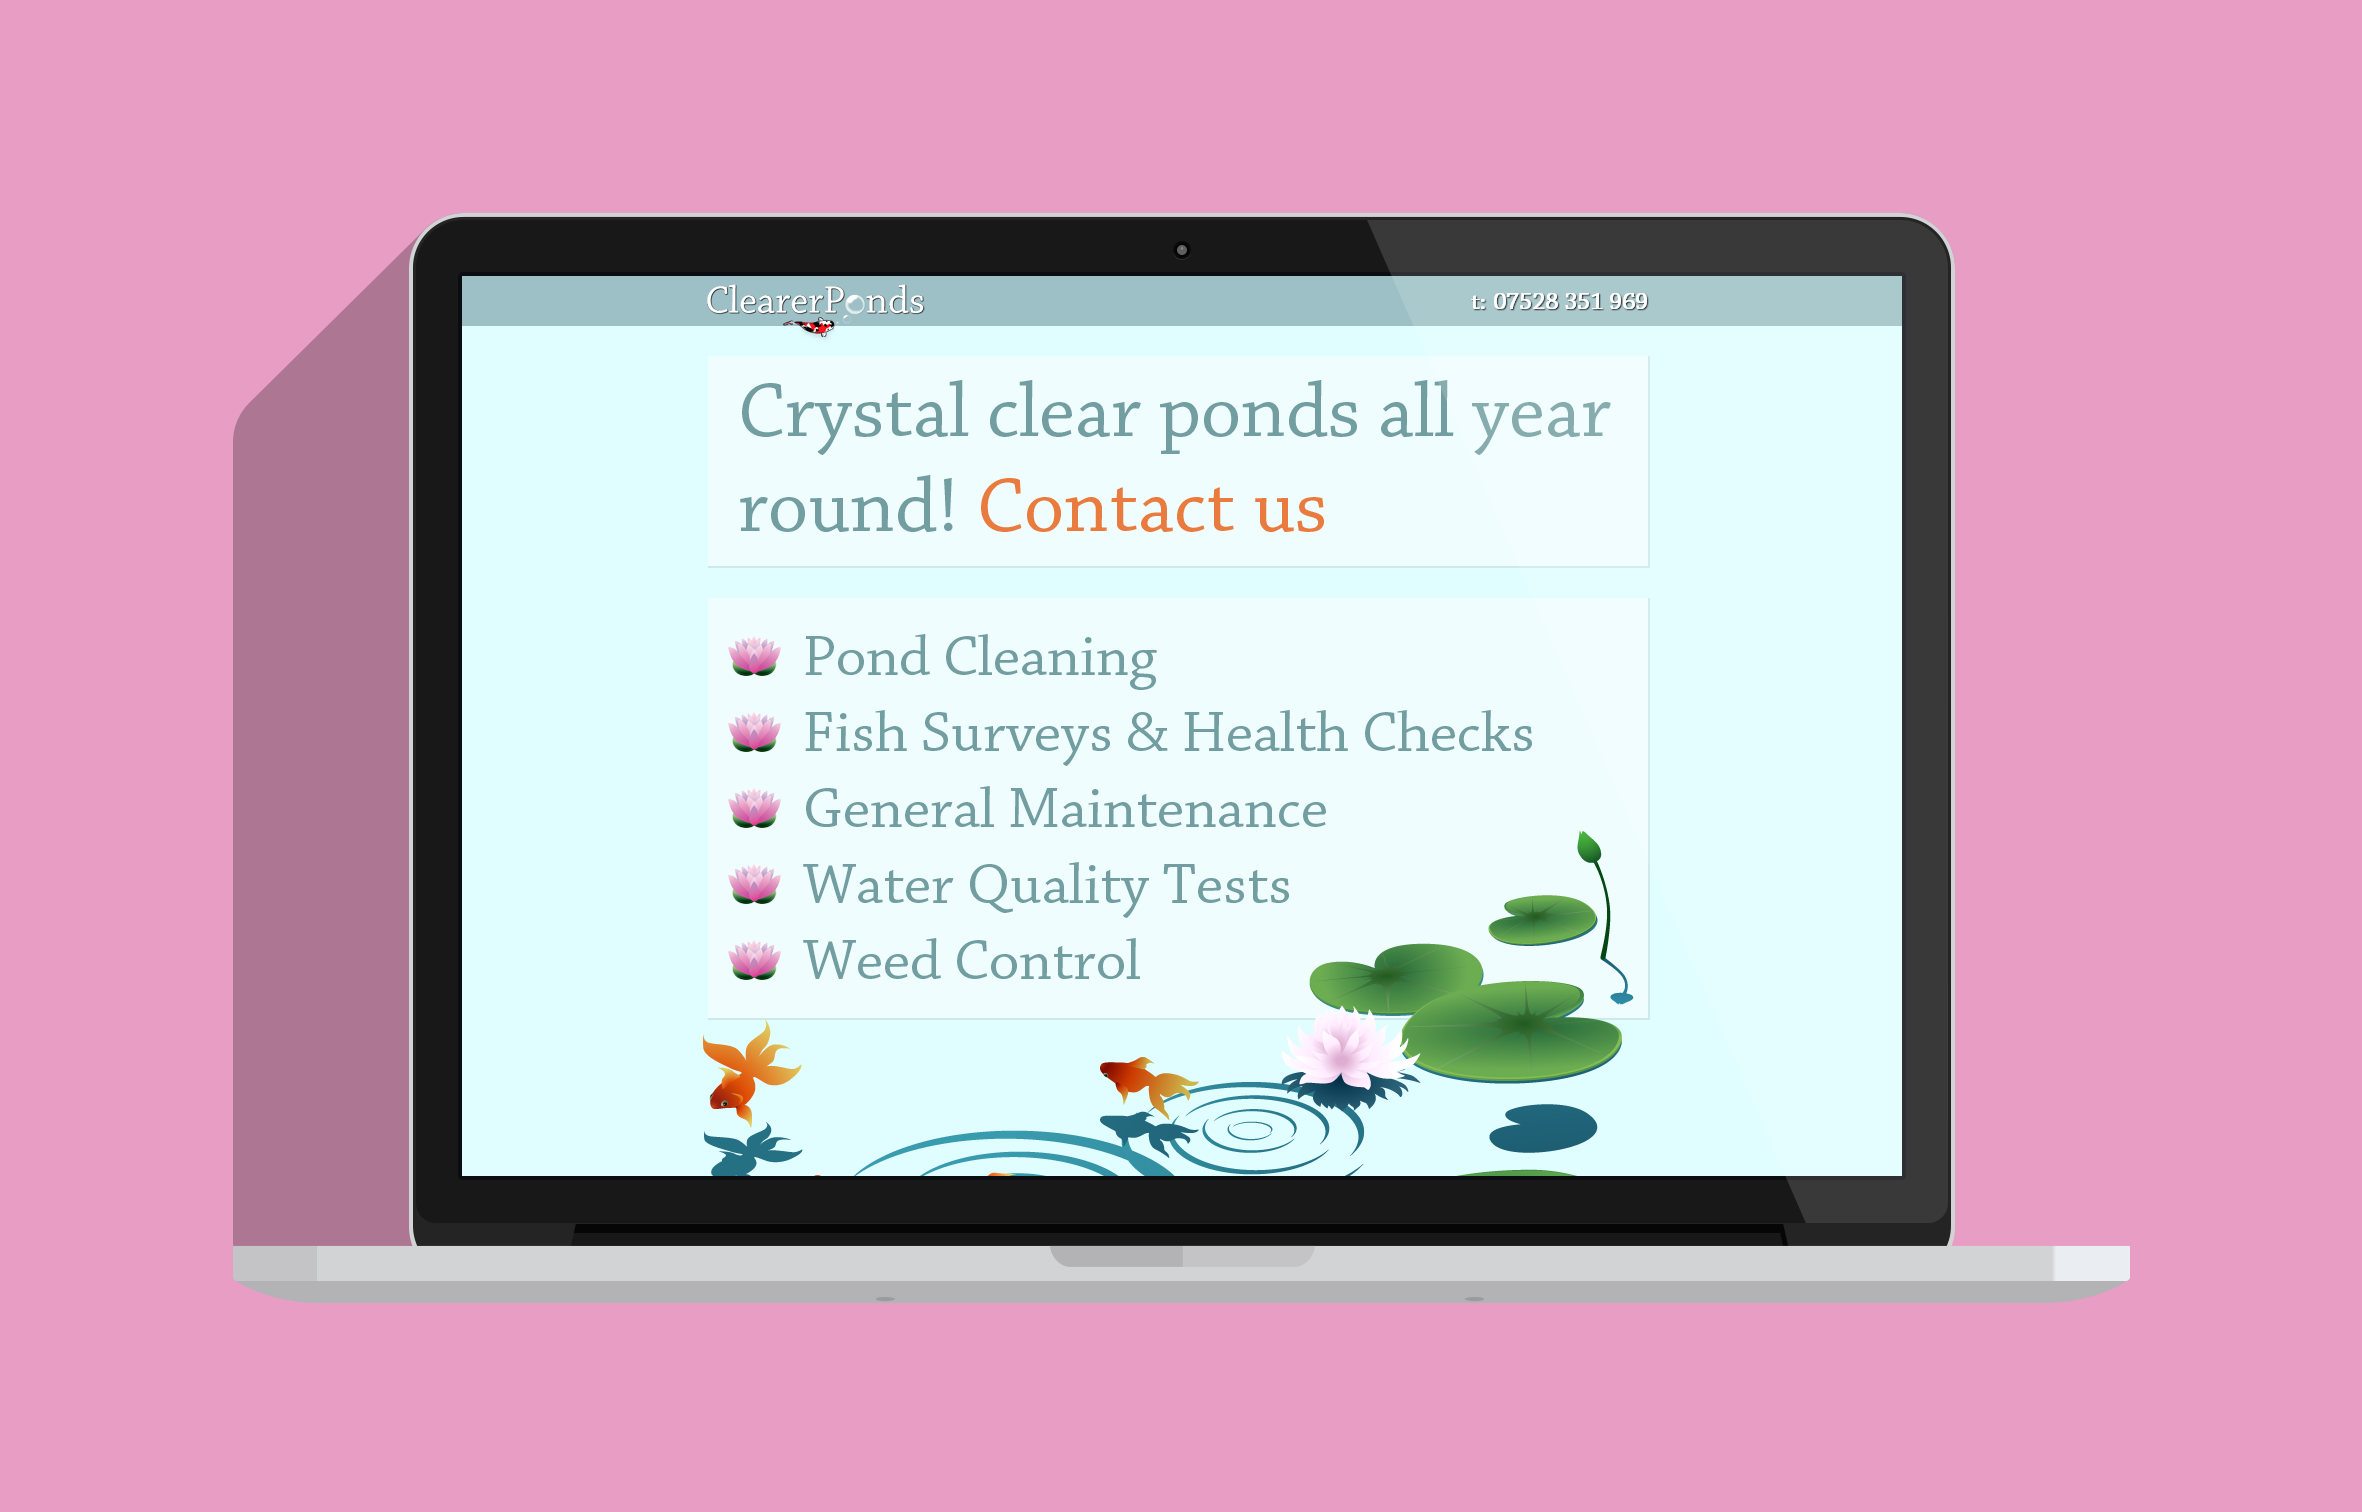 ClearerPonds
t: 07528 351 969
Crystal clear ponds all year
round! Contact us
Pond Cleaning
Fish Surveys & Health Checks
General Maintenance
Water Quality Tests
Weed Control